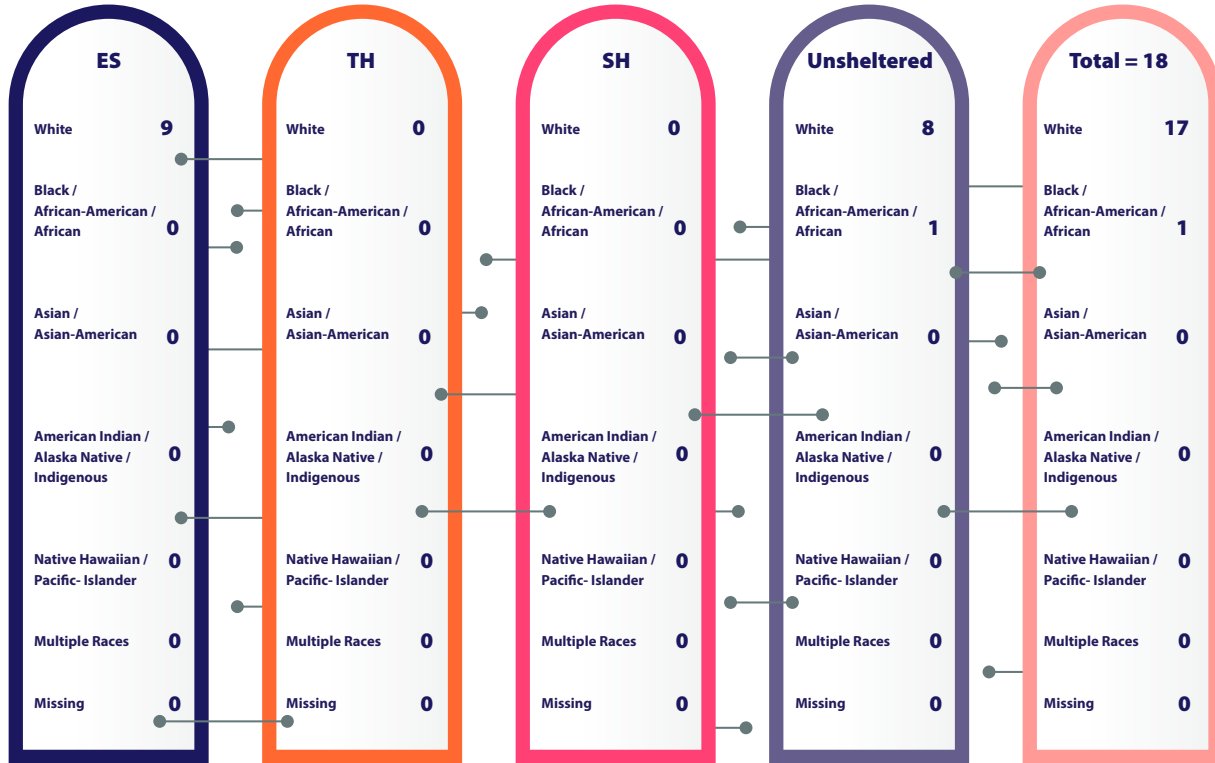 ES
White 9
Black /
African-American /
African 0
Asian /
Asian-American 0
American Indian /
Alaska Native / 0
Indigenous
Native Hawaiian / 0
Pacific- Islander
Multiple Races 0
Missing 0
TH
White 0
Black /
African-American /
African 0
Asian /
Asian-American 0
American Indian /
Alaska Native / 0
Indigenous
Native Hawaiian / 0
Pacific- Islander
Multiple Races 0
Missing 0
SH
White 0
Black /
African-American /
African 0
Asian /
Asian-American 0
American Indian /
Alaska Native / 0
Indigenous
Native Hawaiian / 0
Pacific- Islander
Multiple Races 0
Missing 0
Unsheltered
White 8
Black /
African-American /
African 1
Asian /
Asian-American 0
American Indian /
Alaska Native / 0
Indigenous
Native Hawaiian / 0
Pacific- Islander
Multiple Races 0
Missing 0
Total = 18
White 17
Black /
African-American /
African 1
Asian /
Asian-American 0
American Indian /
Alaska Native / 0
Indigenous
Native Hawaiian / 0
Pacific- Islander
Multiple Races 0
Missing 0